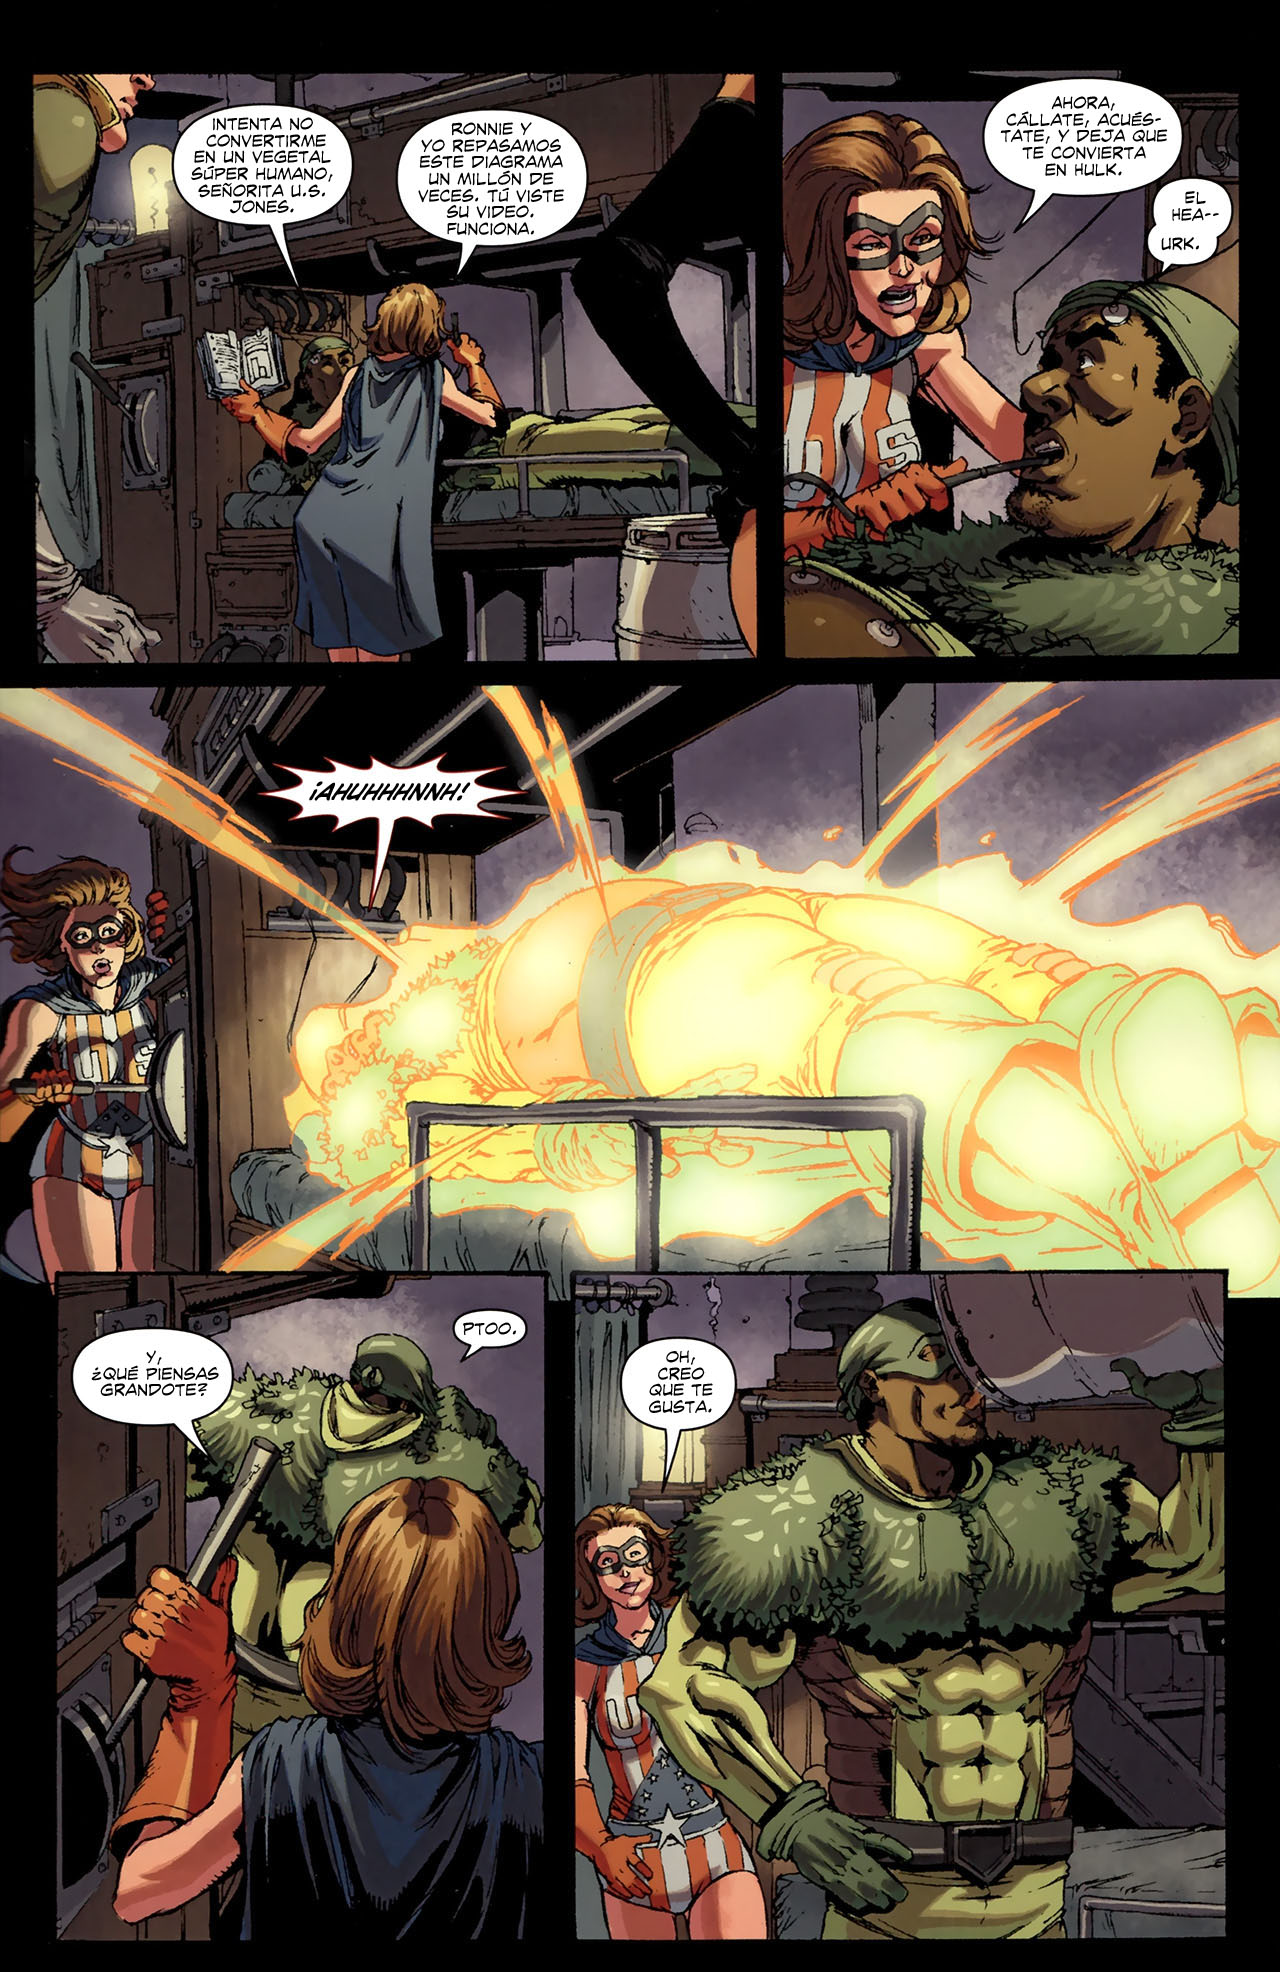 INTENTA NO
CONVERTIRME
EN UN VEGETAL
SÚPER HUMANO,
SEÑORITA U.S.
JONES.
RONNIE Y
YO REPASAMOS
ESTE DIAGRAMA
UN MILLÓN DE
VECES. TÚ VISTE
SU VIDEO.
FUNCIONA.
AHORA,
CÁLLATE, ACUÉS-
TATE, Y DEJA QUE
TE CONVIERTA
EN HULK.
EL
HEA--
URK.
U S
¡AHUHHHNNH!
U S
Y,
¿QUÉ PIENSAS
GRANDOTE?
PTOO.
OH,
CREO
QUE TE
GUSTA.
U